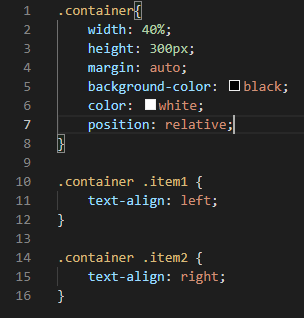 1 .container{
2     width: 40%;
3     height: 300px;
4     margin: auto;
5     background-color: black;
6     color: white;
7     position: relative;
8 }
9
10 .container .item1 {
11     text-align: left;
12 }
13
14 .container .item2 {
15     text-align: right;
16 }